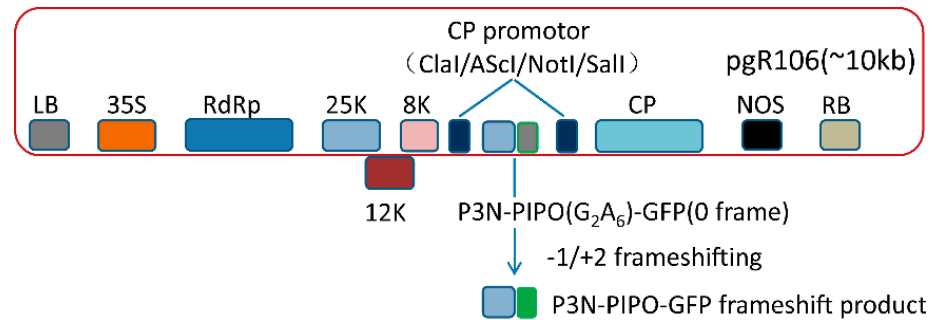 CP promotor
（ClaI/AScI/NotI/SalI）
pgR106(~10kb)
LB 35S RdRp 25K 8K CP NOS RB
12K
P3N-PIPO(G₂A₆)-GFP(0 frame)
-1/+2 frameshifting
P3N-PIPO-GFP frameshift product